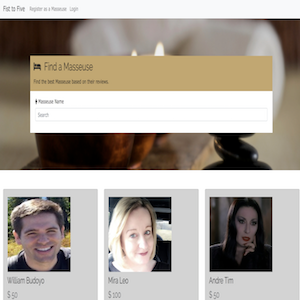 Fist to Five Register as a Masseuse Login
Find a Masseuse
Find the best Masseuse based on their reviews.
Masseuse Name
Search
William Budoyo
Mira Leo
Andre Tim
$ 50
$ 100
$ 50